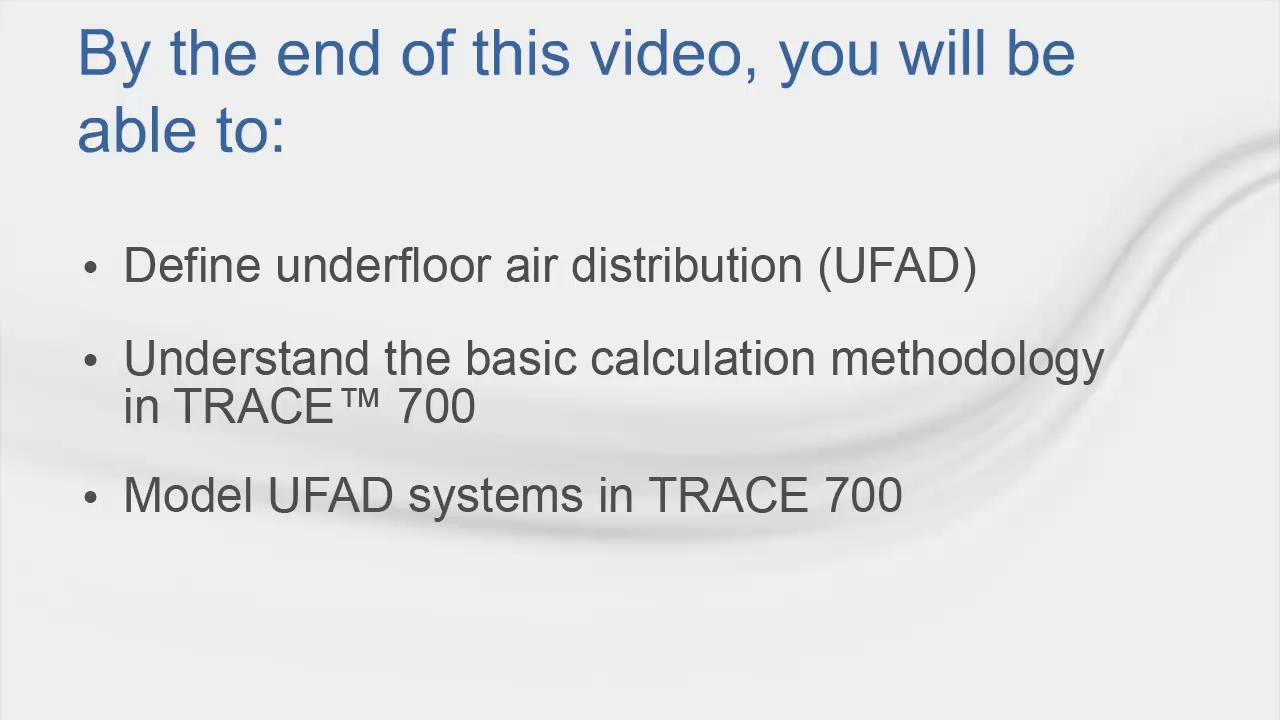 By the end of this video, you will be
able to:
• Define underfloor air distribution (UFAD)
• Understand the basic calculation methodology
in TRACE™ 700
• Model UFAD systems in TRACE 700